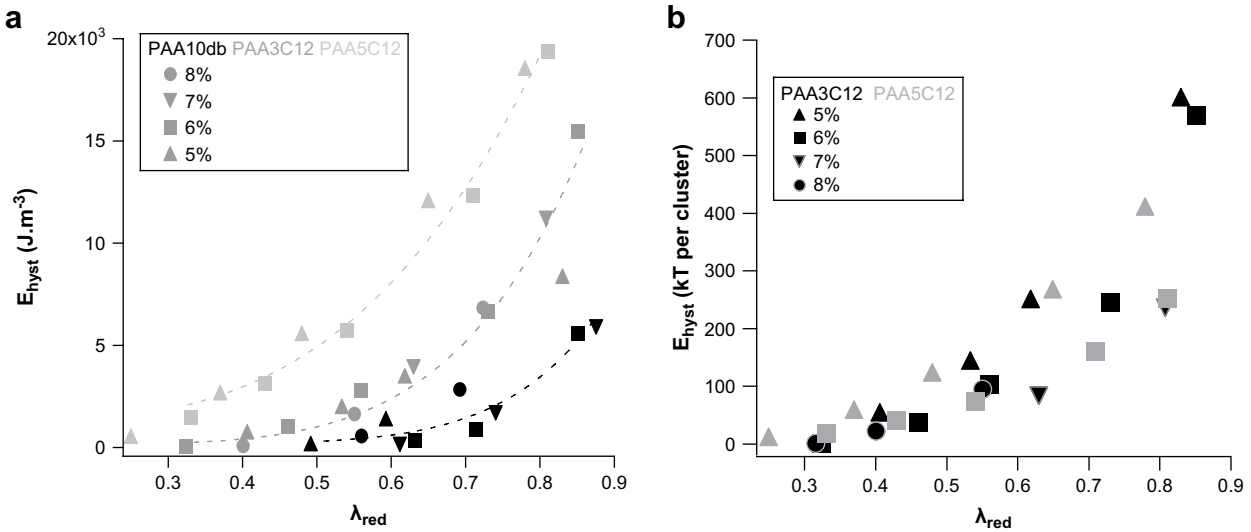 a
20x10³
15
10
5
0
E_hyst (J.m⁻³)
PAA10db PAA3C12 PAA5C12
8%
7%
6%
5%
0.3 0.4 0.5 0.6 0.7 0.8 0.9
λ_red
b
700
600
500
400
300
200
100
0
E_hyst (kT per cluster)
PAA3C12 PAA5C12
5%
6%
7%
8%
0.3 0.4 0.5 0.6 0.7 0.8 0.9
λ_red